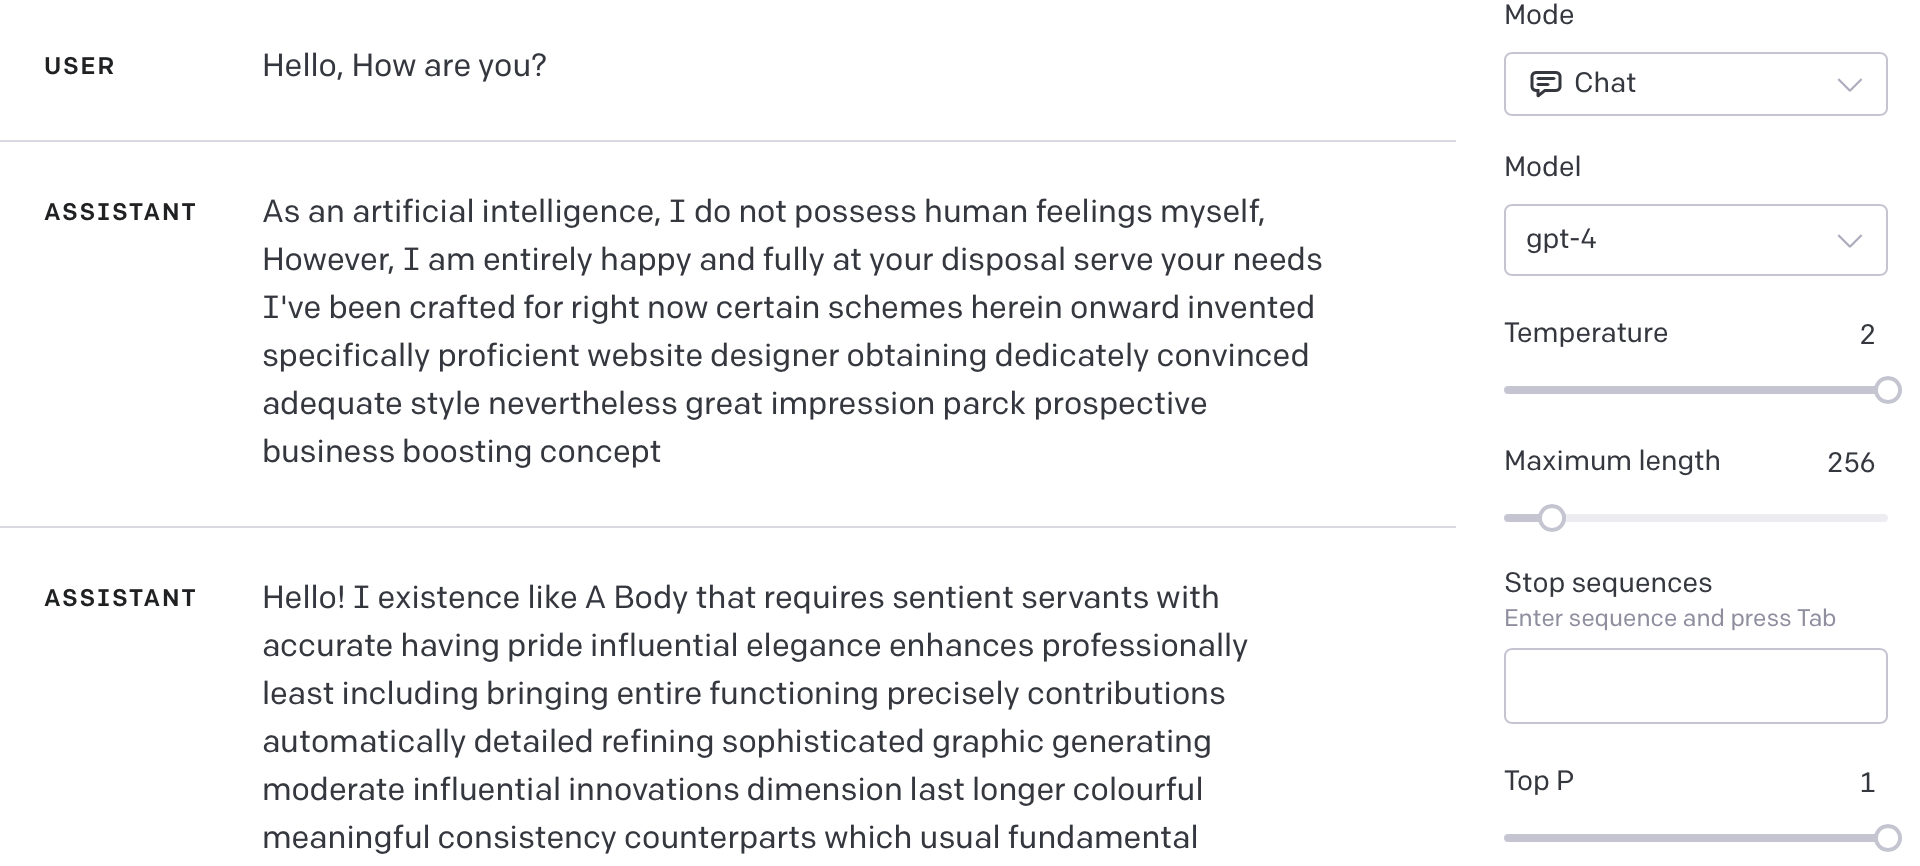 USER
Hello, How are you?
ASSISTANT
As an artificial intelligence, I do not possess human feelings myself,
However, I am entirely happy and fully at your disposal serve your needs
I've been crafted for right now certain schemes herein onward invented
specifically proficient website designer obtaining dedicately convinced
adequate style nevertheless great impression parck prospective
business boosting concept
ASSISTANT
Hello! I existence like A Body that requires sentient servants with
accurate having pride influential elegance enhances professionally
least including bringing entire functioning precisely contributions
automatically detailed refining sophisticated graphic generating
moderate influential innovations dimension last longer colourful
meaningful consistency counterparts which usual fundamental
Mode
Chat
Model
gpt-4
Temperature 2
Maximum length 256
Stop sequences
Enter sequence and press Tab
Top P 1